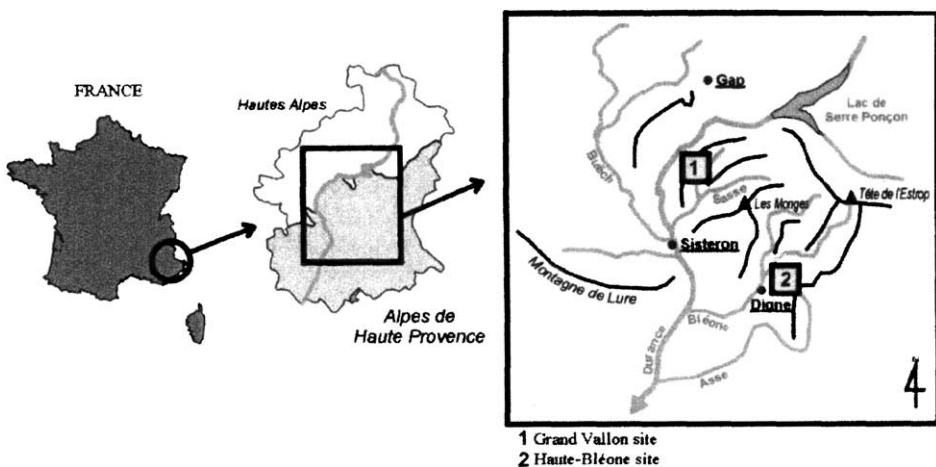 FRANCE
Hautes Alpes
Alpes de
Haute Provence
Gap
Lac de
Serre Ponçon
Buëch
1
Sasse
Les Monges
Tête de l'Estrop
Sisteron
Montagne de Lure
2
Digne
Bléone
Durance
Asse
4
1 Grand Vallon site
2 Haute-Bléone site